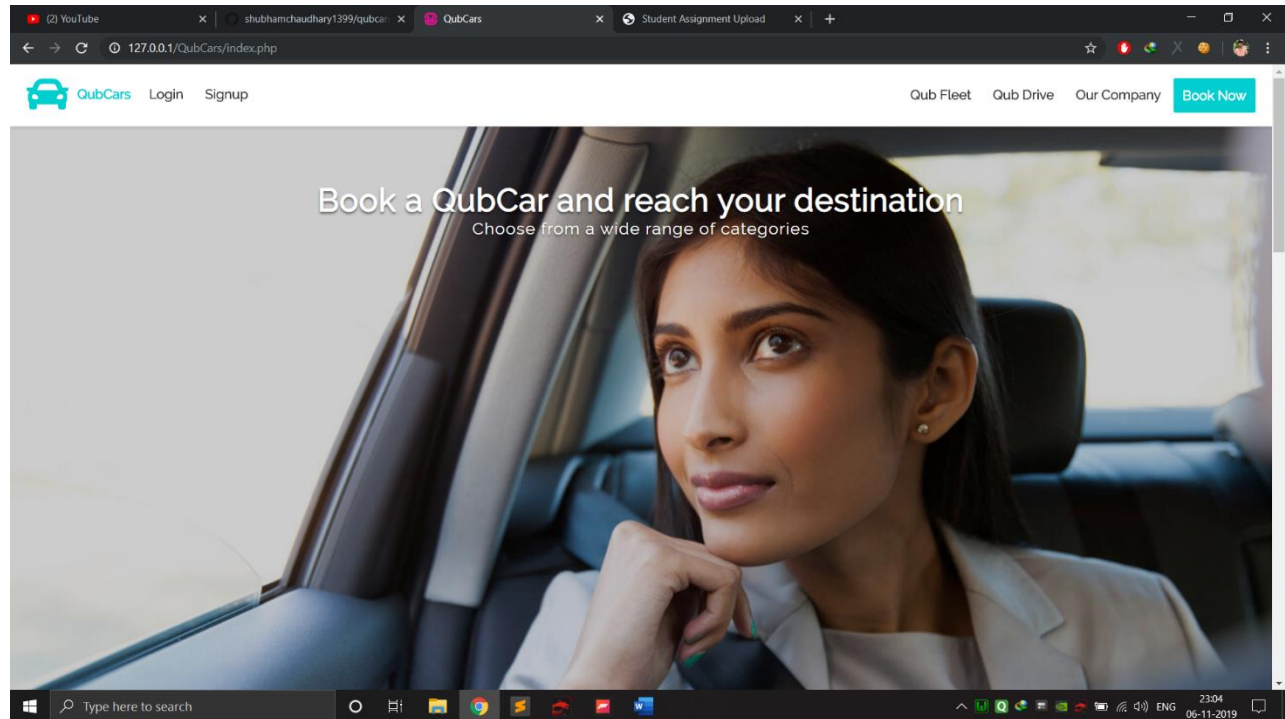 (2) YouTube
shubhamchaudhary1399/qubcar
QubCars
Student Assignment Upload
127.0.0.1/QubCars/index.php
QubCars Login Signup
Qub Fleet Qub Drive Our Company Book Now
Book a QubCar and reach your destination
Choose from a wide range of categories
Type here to search
ENG
23:04
06-11-2019